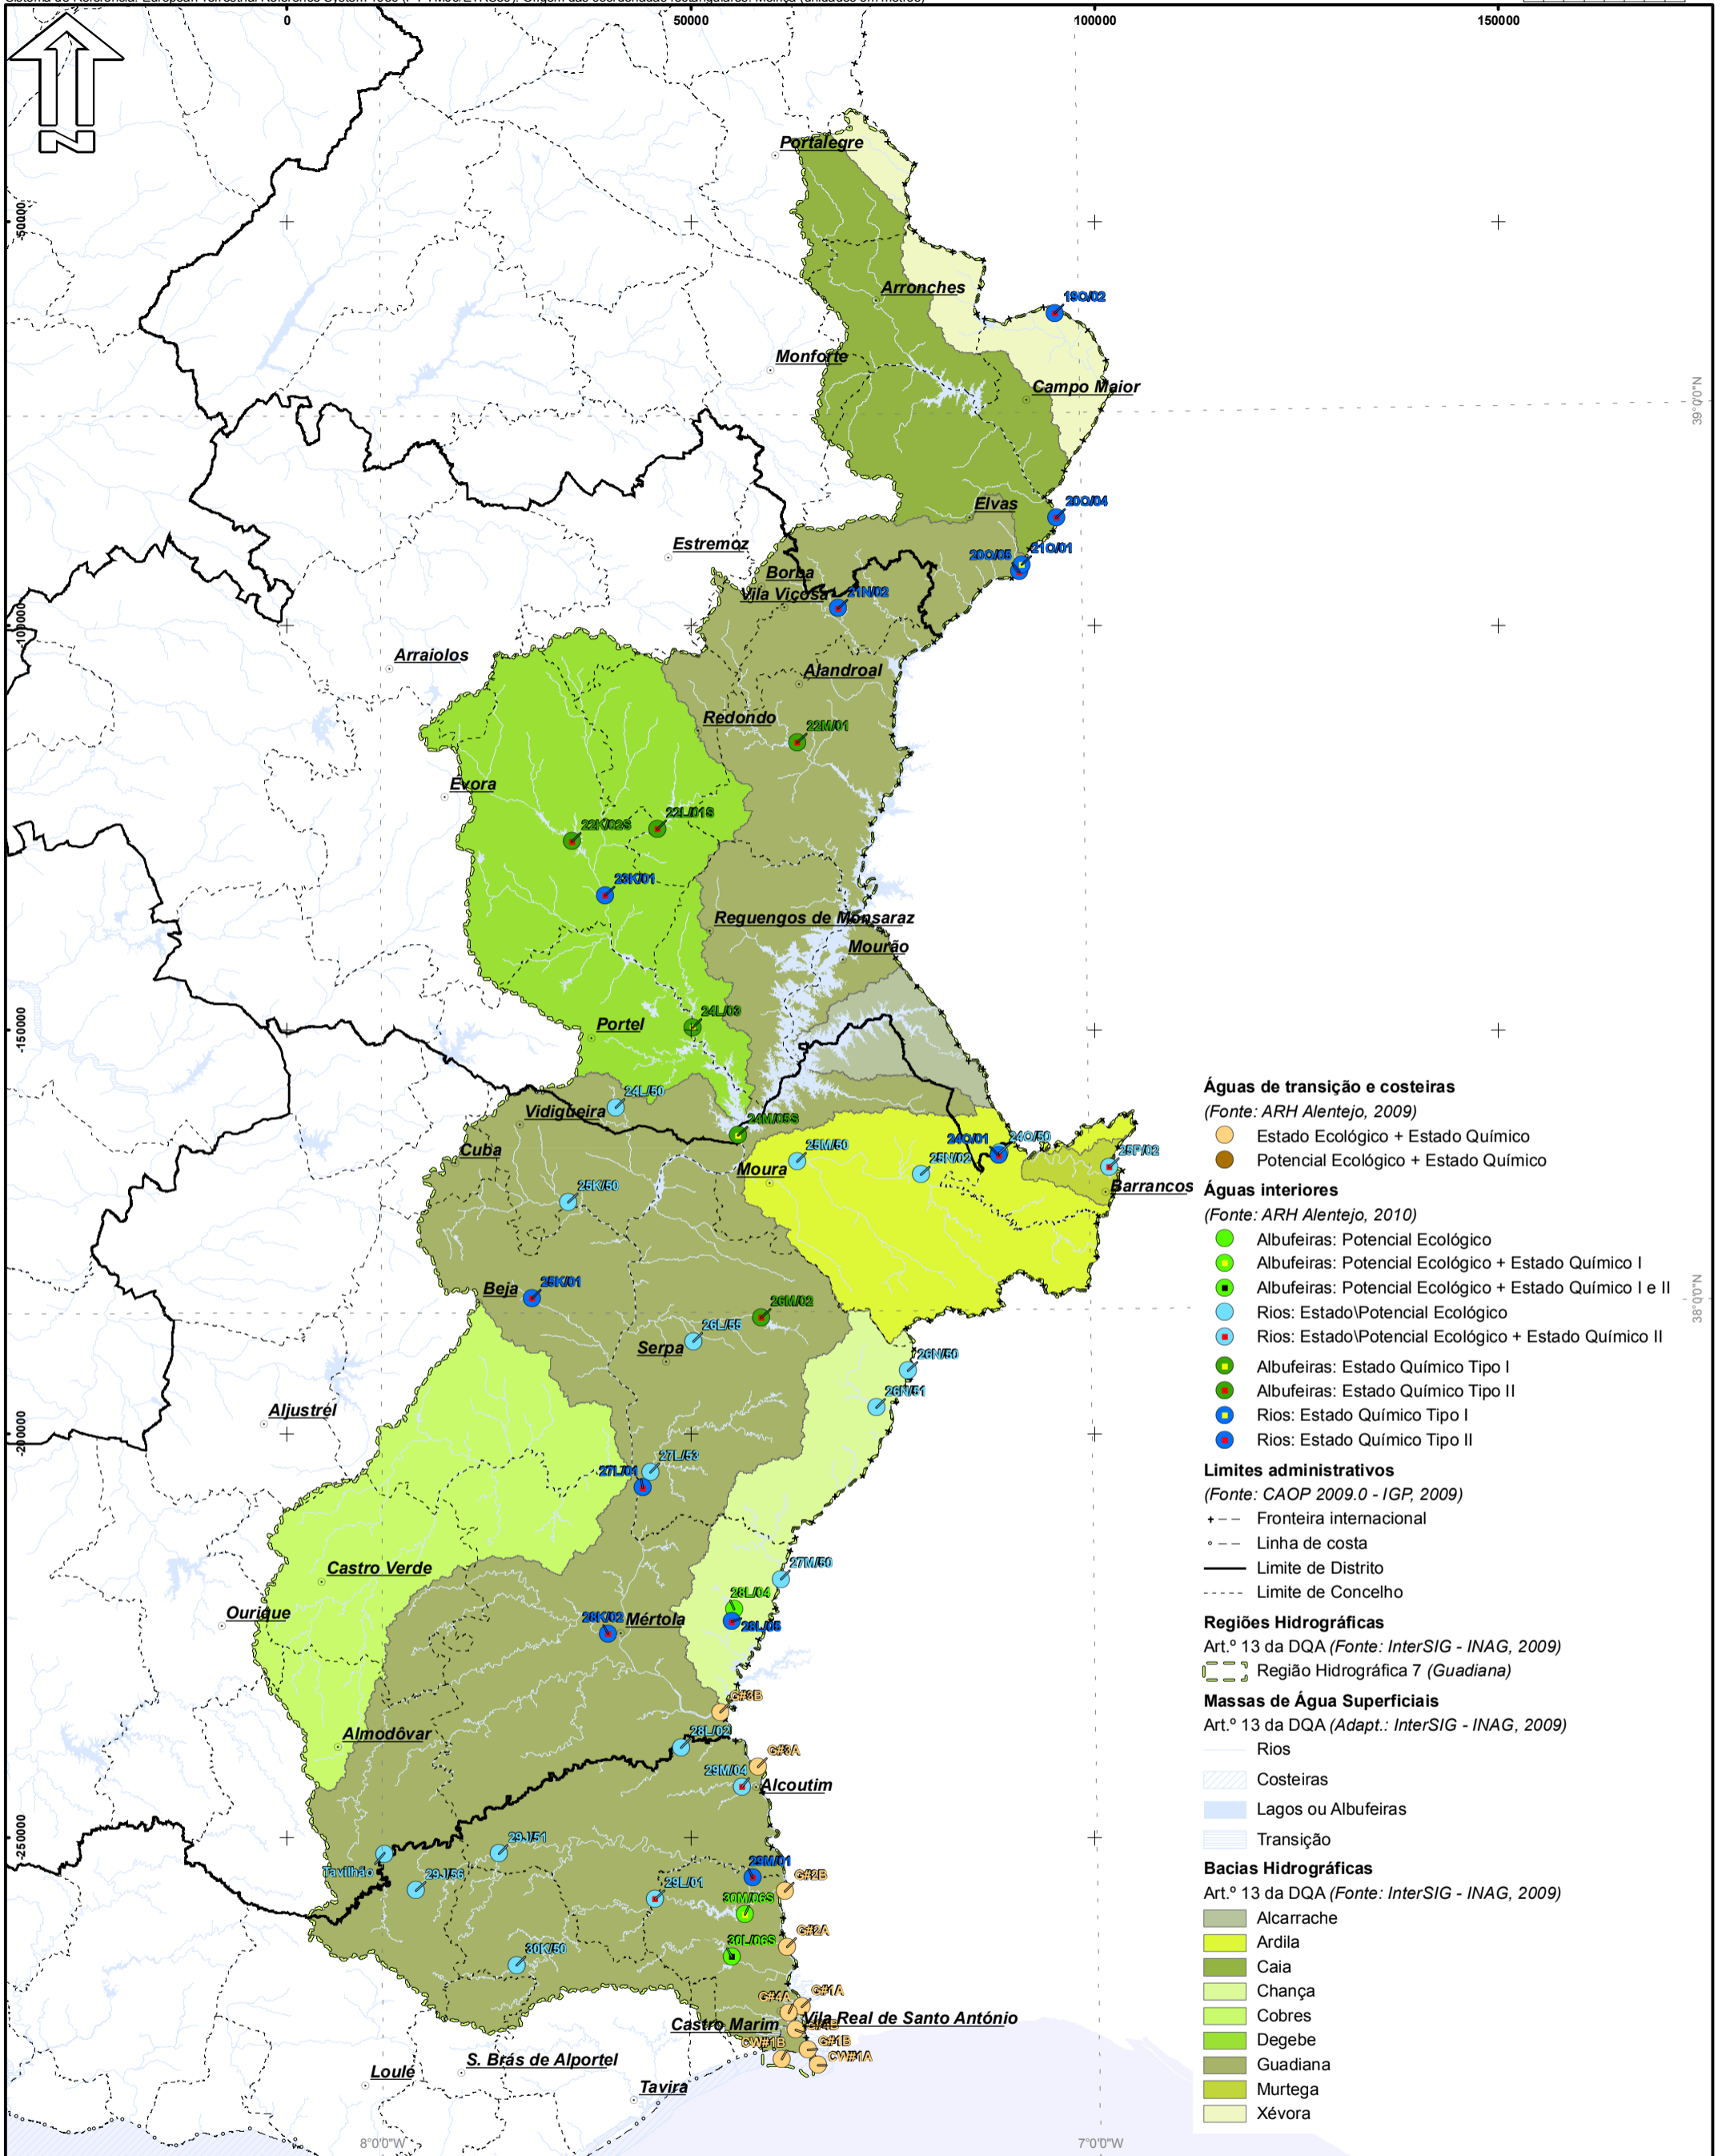 50000
100000
150000
0
N
-50000
-100000
-150000
-200000
-250000
39°0'0"N
38°0'0"N
8°0'0"W
7°0'0"W
Portalegre
Arronches
19O/02
Monforte
Campo Maior
Elvas
20O/04
Estremoz
20O/05
21O/01
Borba
Vila Viçosa
21N/02
Arraiolos
Alandroal
Redondo
22M/01
Évora
22K/02S
22L/01S
23K/01
Reguengos de Monsaraz
Mourão
24L/03
Portel
24L/50
Vidigueira
24M/05S
Cuba
25M/50
24O/01
24O/50
25N/02
25P/02
Moura
Barrancos
25K/50
Beja
25K/01
26M/02
26L/55
Serpa
26N/50
26N/51
Aljustrel
27L/53
27L/01
Castro Verde
27M/50
28L/04
Ourique
28K/02
Mértola
28L/05
G#3B
Almodôvar
28L/02
G#3A
29M/04
Alcoutim
29J/51
Tavilhão
29J/56
29M/01
G#2B
29L/01
30M/06S
G#2A
30L/06S
30K/50
G#1A
G#4A
Castro Marim
Vila Real de Santo António
CW#1B
G#1B
CW#1A
S. Brás de Alportel
Loulé
Tavira
Águas de transição e costeiras
(Fonte: ARH Alentejo, 2009)
Estado Ecológico + Estado Químico
Potencial Ecológico + Estado Químico
Águas interiores
(Fonte: ARH Alentejo, 2010)
Albufeiras: Potencial Ecológico
Albufeiras: Potencial Ecológico + Estado Químico I
Albufeiras: Potencial Ecológico + Estado Químico I e II
Rios: Estado\Potencial Ecológico
Rios: Estado\Potencial Ecológico + Estado Químico II
Albufeiras: Estado Químico Tipo I
Albufeiras: Estado Químico Tipo II
Rios: Estado Químico Tipo I
Rios: Estado Químico Tipo II
Limites administrativos
(Fonte: CAOP 2009.0 - IGP, 2009)
Fronteira internacional
Linha de costa
Limite de Distrito
Limite de Concelho
Regiões Hidrográficas
Art.º 13 da DQA (Fonte: InterSIG - INAG, 2009)
Região Hidrográfica 7 (Guadiana)
Massas de Água Superficiais
Art.º 13 da DQA (Adapt.: InterSIG - INAG, 2009)
Rios
Costeiras
Lagos ou Albufeiras
Transição
Bacias Hidrográficas
Art.º 13 da DQA (Fonte: InterSIG - INAG, 2009)
Alcarrache
Ardila
Caia
Chança
Cobres
Degebe
Guadiana
Murtega
Xévora